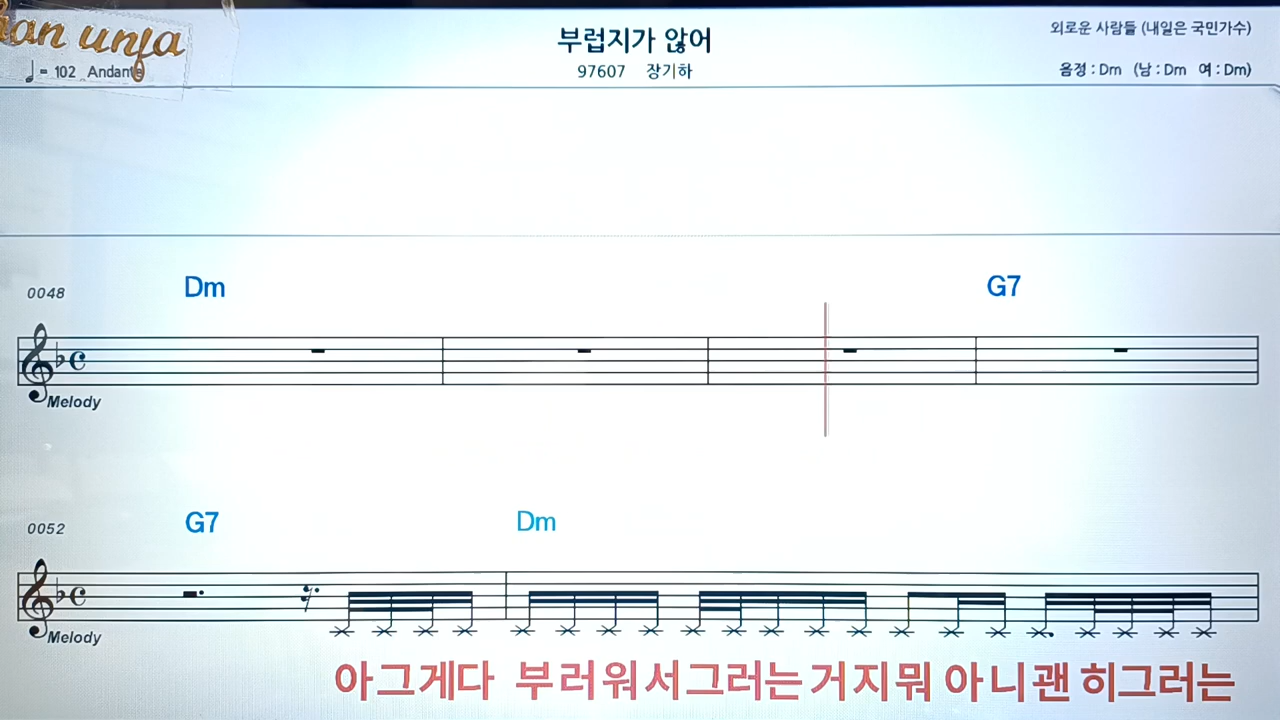 부럽지가 않어
외로운 사람들 (내일은 국민가수)
♩= 102 Andante
97607 장기하
음정 : Dm (남 : Dm 여 : Dm)
0048 Dm G7
Melody
0052 G7 Dm
Melody
아그게다 부러워서그러는거지뭐 아니괜히그러는